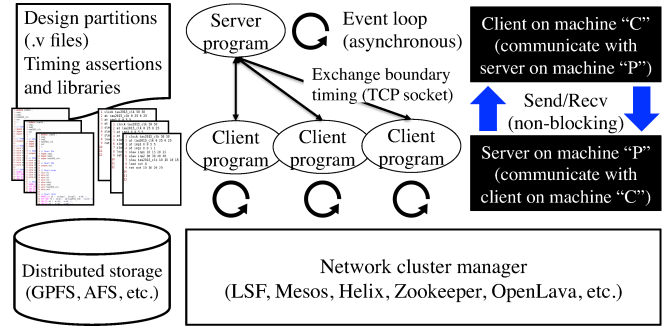 Design partitions
(.v files)
Timing assertions
and libraries
Server
program
Event loop
(asynchronous)
Exchange boundary
timing (TCP socket)
Client
program
Client
program
Client
program
Client on machine “C”
(communicate with
server on machine “P”)
Send/Recv
(non-blocking)
Server on machine “P”
(communicate with
client on machine “C”)
Distributed storage
(GPFS, AFS, etc.)
Network cluster manager
(LSF, Mesos, Helix, Zookeeper, OpenLava, etc.)